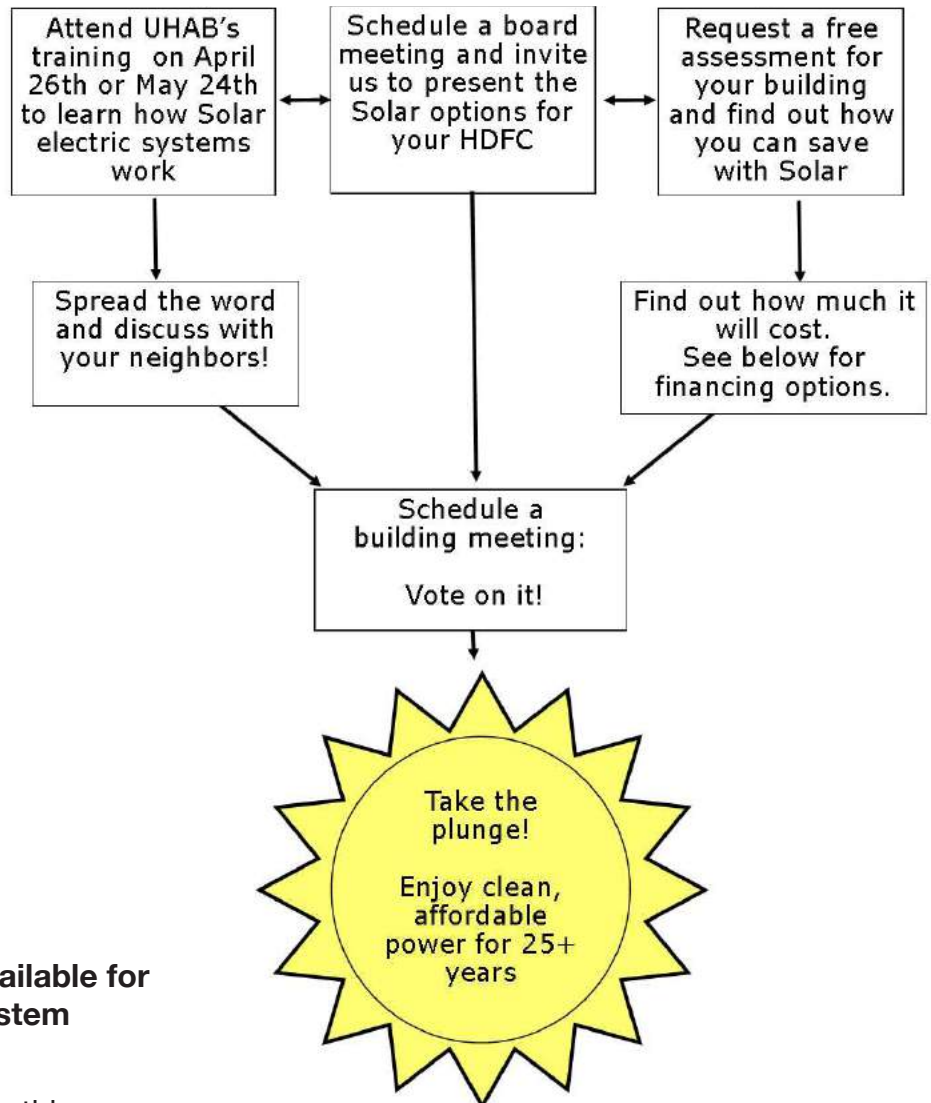 Attend UHAB's
training on April
26th or May 24th
to learn how Solar
electric systems
work
Schedule a board
meeting and invite
us to present the
Solar options for
your HDFC
Request a free
assessment for
your building
and find out how
you can save
with Solar
Spread the word
and discuss with
your neighbors!
Find out how much it
will cost.
See below for
financing options.
Schedule a
building meeting:
Vote on it!
Take the
plunge!
Enjoy clean,
affordable
power for 25+
years
ailable for
stem